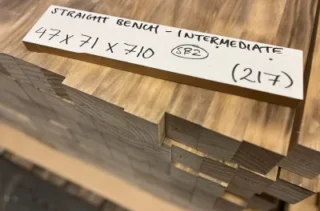 STRAIGHT BENCH - INTERMEDIATE
47 x 71 x 710 SB2 (217)